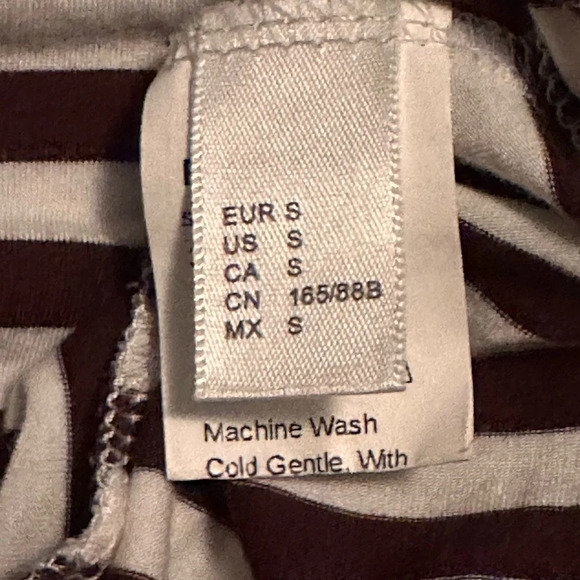 EUR S
US S
CA S
CN 165/88B
MX S
Machine Wash
Cold Gentle, With